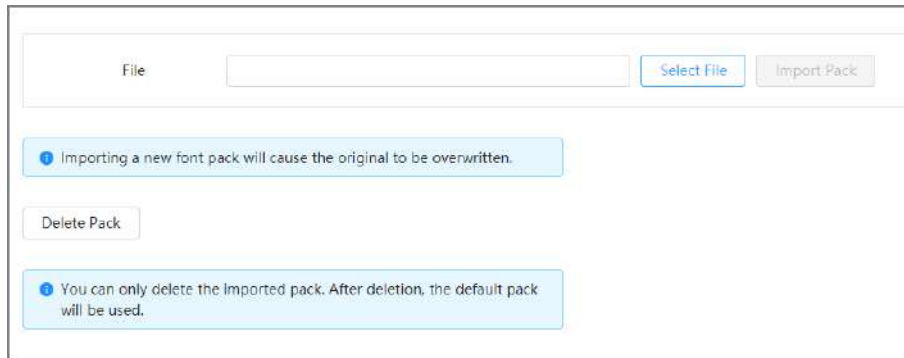 File Select File Import Pack
Importing a new font pack will cause the original to be overwritten.
Delete Pack
You can only delete the imported pack. After deletion, the default pack
will be used.